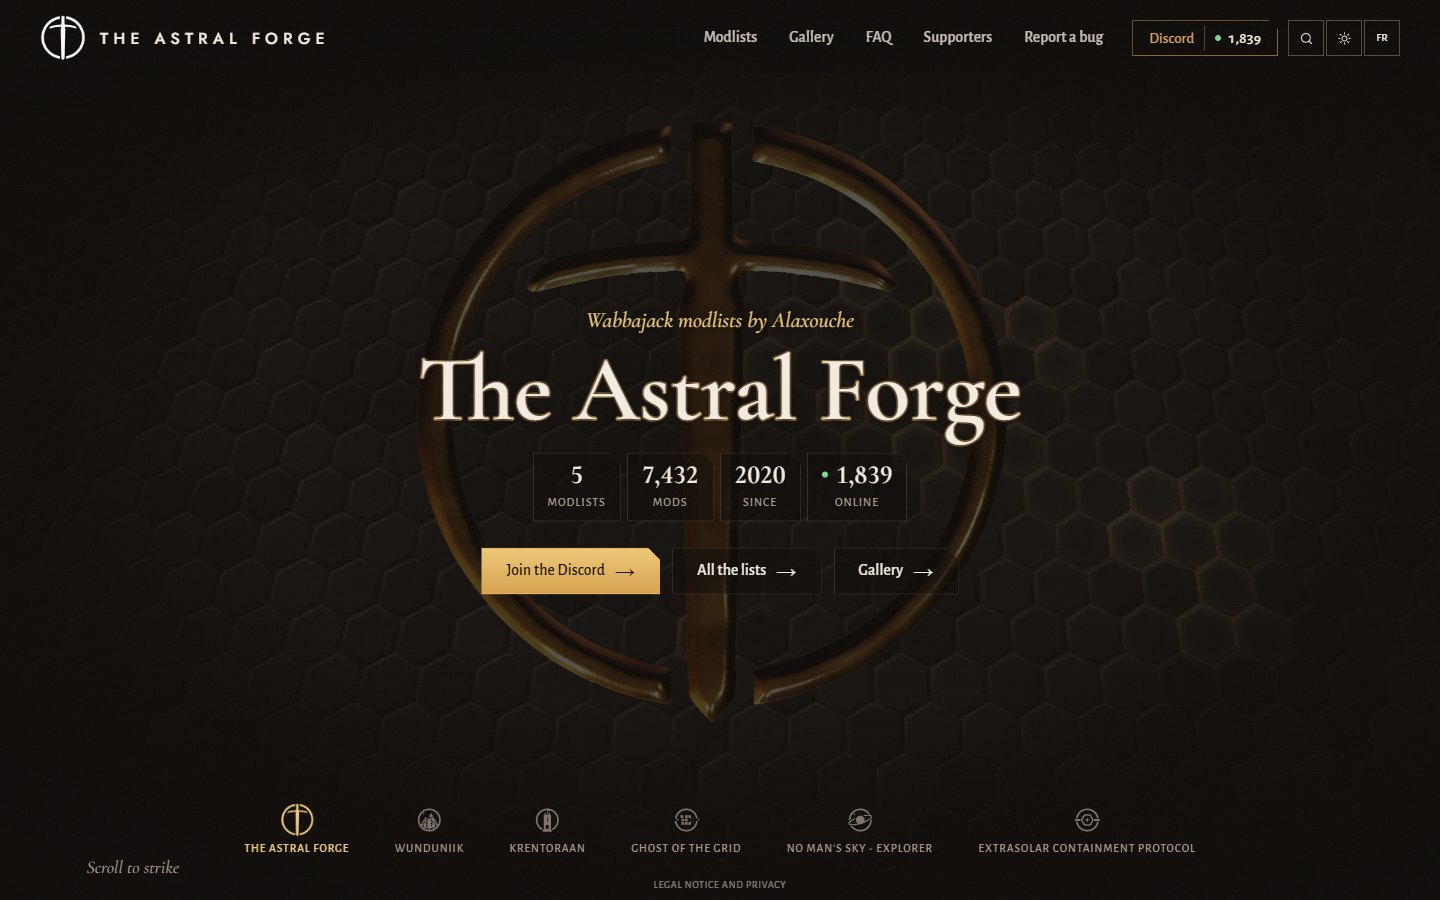 THE ASTRAL FORGE
Modlists
Gallery
FAQ
Supporters
Report a bug
Discord
1,839
FR
Wabbajack modlists by Alaxouche
The Astral Forge
5
MODLISTS
7,432
MODS
2020
SINCE
1,839
ONLINE
Join the Discord →
All the lists →
Gallery →
THE ASTRAL FORGE
WUNDUNIIK
KRENTORAAN
GHOST OF THE GRID
NO MAN'S SKY - EXPLORER
EXTRASOLAR CONTAINMENT PROTOCOL
Scroll to strike
LEGAL NOTICE AND PRIVACY